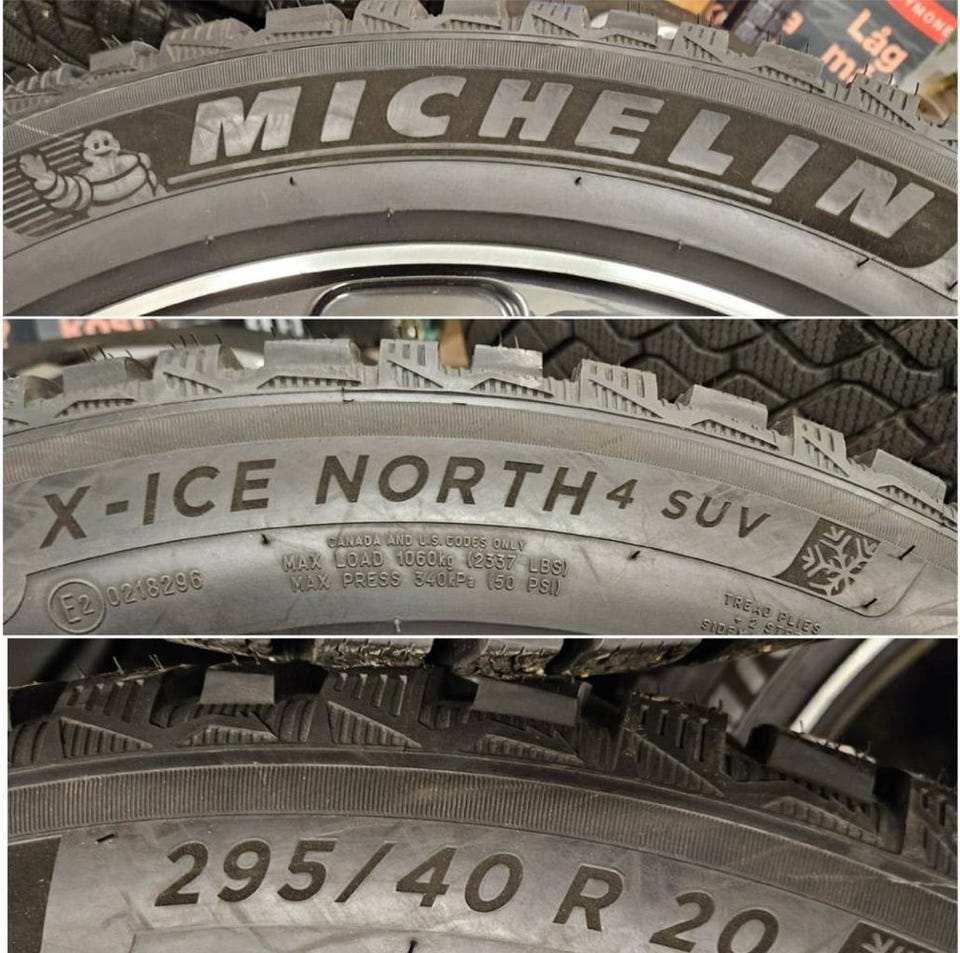 Låg
MICHELIN
X-ICE NORTH 4 SUV
CANADA AND U.S. CODES ONLY
MAX LOAD 1060kg (2337 LBS)
MAX PRESS 340kPa (50 PSI)
E2 0218296
TREAD PLIES
295/40 R 20